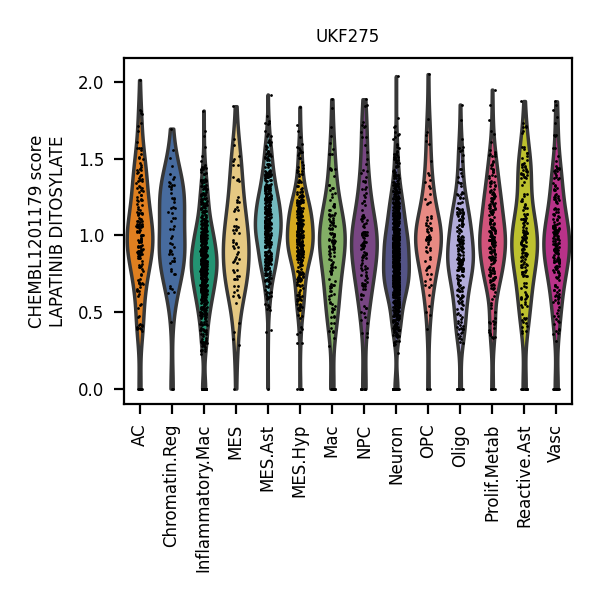 UKF275
CHEMBL1201179 score
LAPATINIB DITOSYLATE
2.0
1.5
1.0
0.5
0.0
AC
Chromatin.Reg
Inflammatory.Mac
MES
MES.Ast
MES.Hyp
Mac
NPC
Neuron
OPC
Oligo
Prolif.Metab
Reactive.Ast
Vasc